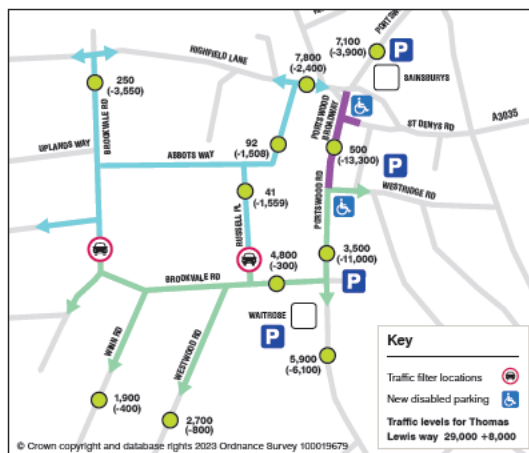 PORTSW
HIGHFIELD LANE
7,800
(-2,400)
7,100
(-3,900)
P
SAINSBURYS
250
(-3,550)
BROOKVALE RD
PORTSWOOD
BROADWAY
ST DENYS RD
A3035
92
(-1,508)
500
(-13,300)
P
UPLANDS WAY
ABBOTS WAY
41
(-1,559)
RUSSELL PL
PORTSWOOD RD
WESTRIDGE RD
4,800
(-300)
3,500
(-11,000)
BROOKVALE RD
P
WAITROSE
P
WINN RD
WESTWOOD RD
5,900
(-6,100)
1,900
(-400)
2,700
(-800)
Key
Traffic filter locations
New disabled parking
Traffic levels for Thomas
Lewis way 29,000 +8,000
© Crown copyright and database rights 2023 Ordnance Survey 100019679